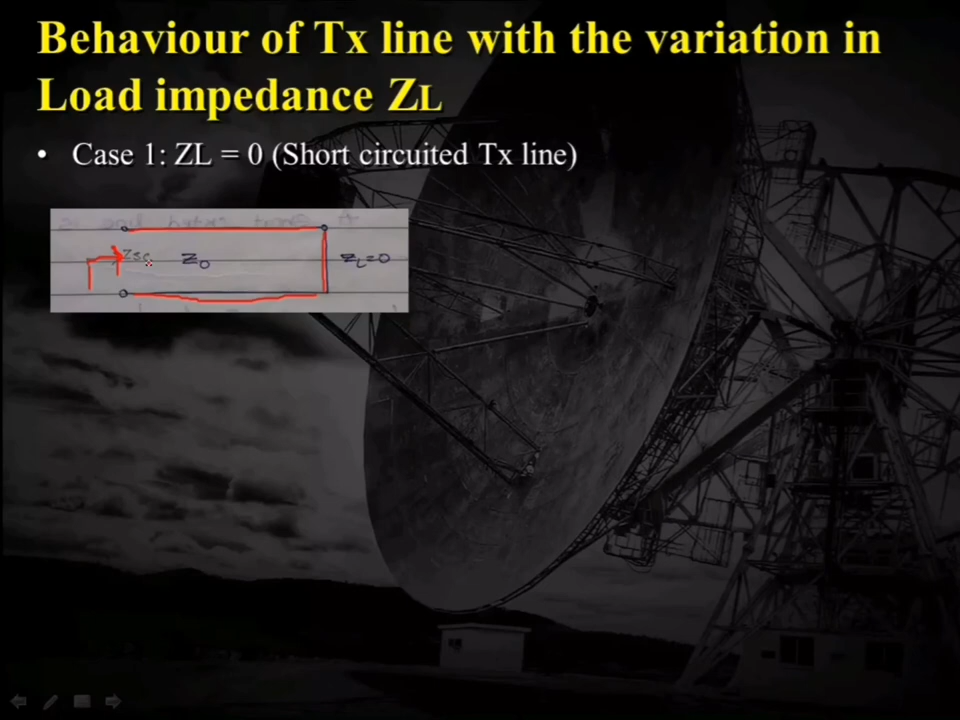 Behaviour of Tx line with the variation in
Load impedance ZL
• Case 1: ZL = 0 (Short circuited Tx line)
Zsc Z0 ZL=0